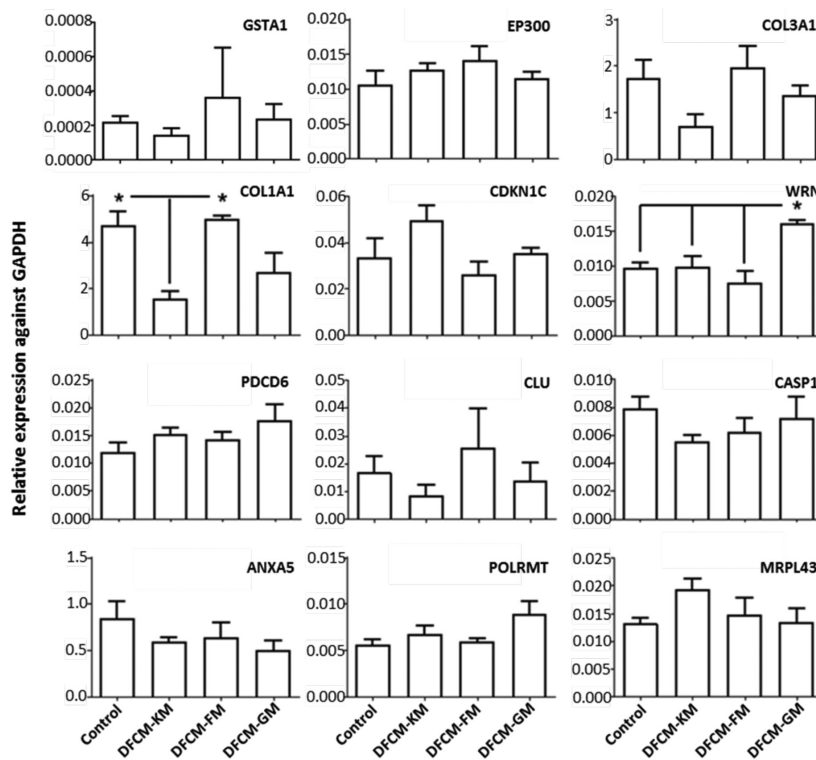 Relative expression against GAPDH
GSTA1
0.0008
0.0006
0.0004
0.0002
0.0000
EP300
0.020
0.015
0.010
0.005
0.000
COL3A1
3
2
1
0
COL1A1
6
4
2
0
* *
CDKN1C
0.06
0.04
0.02
0.00
WRN
0.020
0.015
0.010
0.005
0.000
*
PDCD6
0.025
0.020
0.015
0.010
0.005
0.000
CLU
0.05
0.04
0.03
0.02
0.01
0.00
CASP1
0.010
0.008
0.006
0.004
0.002
0.000
ANXA5
1.5
1.0
0.5
0.0
POLRMT
0.015
0.010
0.005
0.000
MRPL43
0.025
0.020
0.015
0.010
0.005
0.000
Control
DFCM-KM
DFCM-FM
DFCM-GM
Control
DFCM-KM
DFCM-FM
DFCM-GM
Control
DFCM-KM
DFCM-FM
DFCM-GM